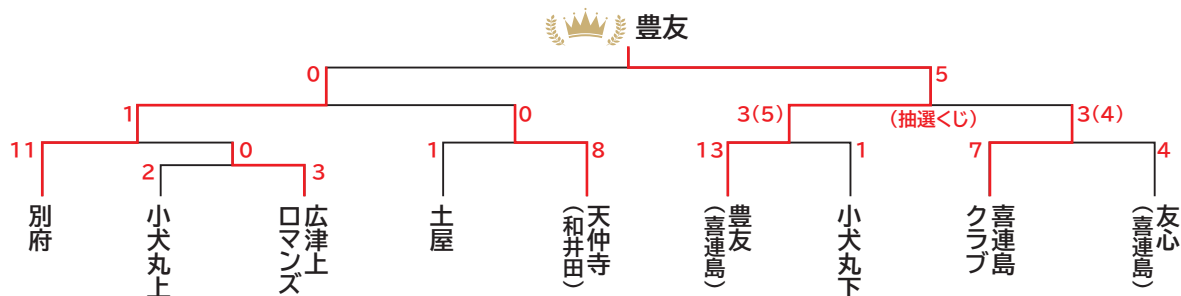 豊友
0
5
1
0
3(5)
(抽選くじ)
3(4)
11
0
1
8
13
1
7
4
2
3
別府
小犬丸上
広津上
ロマンズ
土屋
天仲寺
(和井田)
豊友
(喜連島)
小犬丸下
喜連島
クラブ
友心
(喜連島)